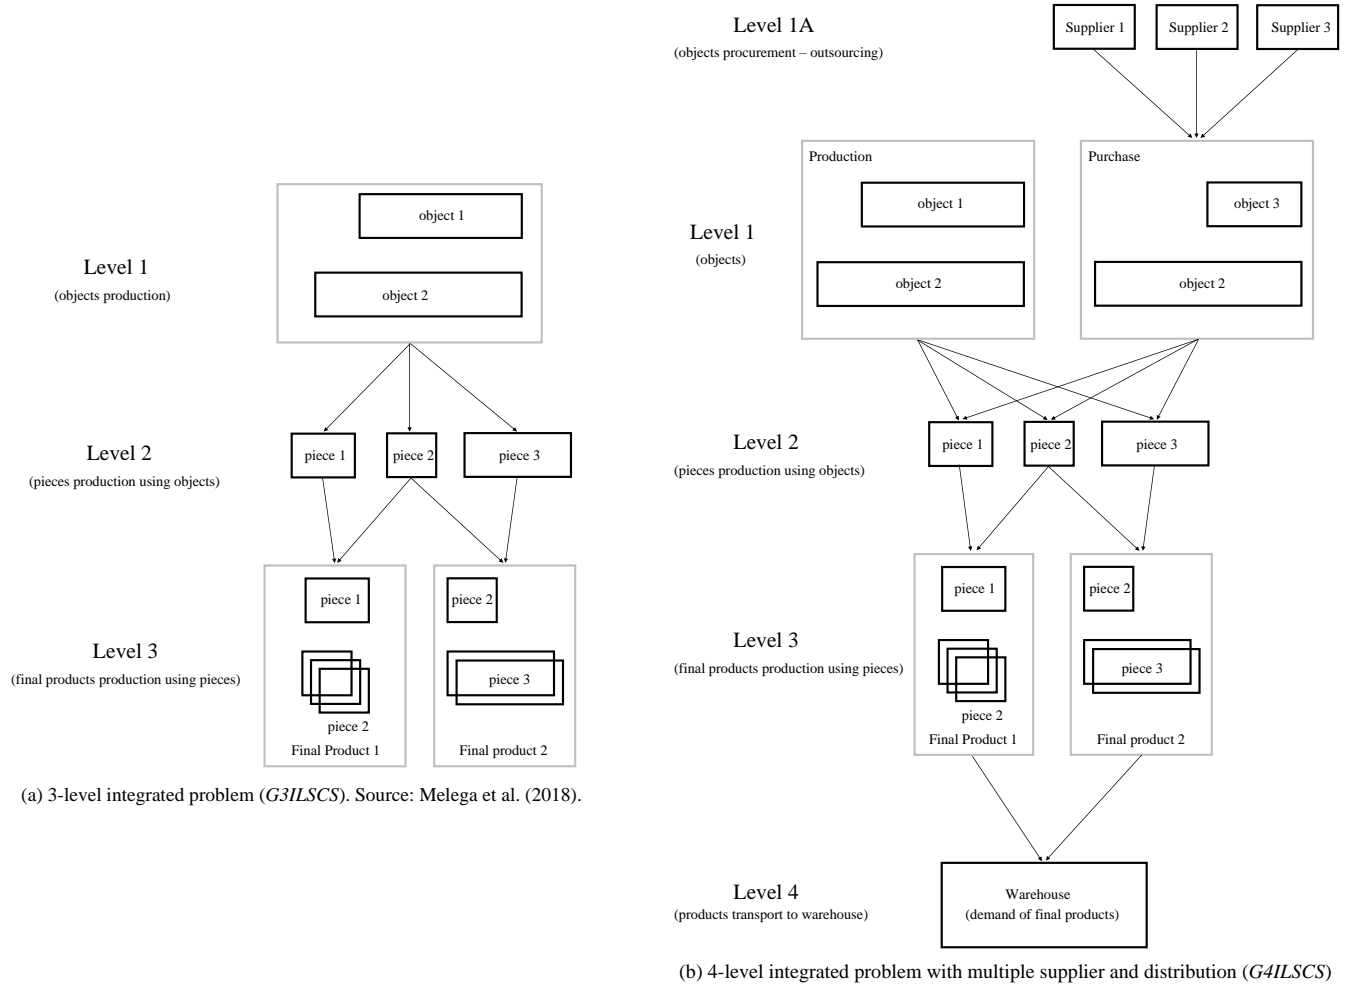 Level 1
(objects production)
object 1
object 2
Level 2
(pieces production using objects)
piece 1
piece 2
piece 3
Level 3
(final products production using pieces)
piece 1
piece 2
Final Product 1
piece 2
piece 3
Final product 2
(a) 3-level integrated problem (G3ILSCS). Source: Melega et al. (2018).
Level 1A
(objects procurement – outsourcing)
Supplier 1
Supplier 2
Supplier 3
Level 1
(objects)
Production
object 1
object 2
Purchase
object 3
object 2
Level 2
(pieces production using objects)
piece 1
piece 2
piece 3
Level 3
(final products production using pieces)
piece 1
piece 2
Final Product 1
piece 2
piece 3
Final product 2
Level 4
(products transport to warehouse)
Warehouse
(demand of final products)
(b) 4-level integrated problem with multiple supplier and distribution (G4ILSCS)